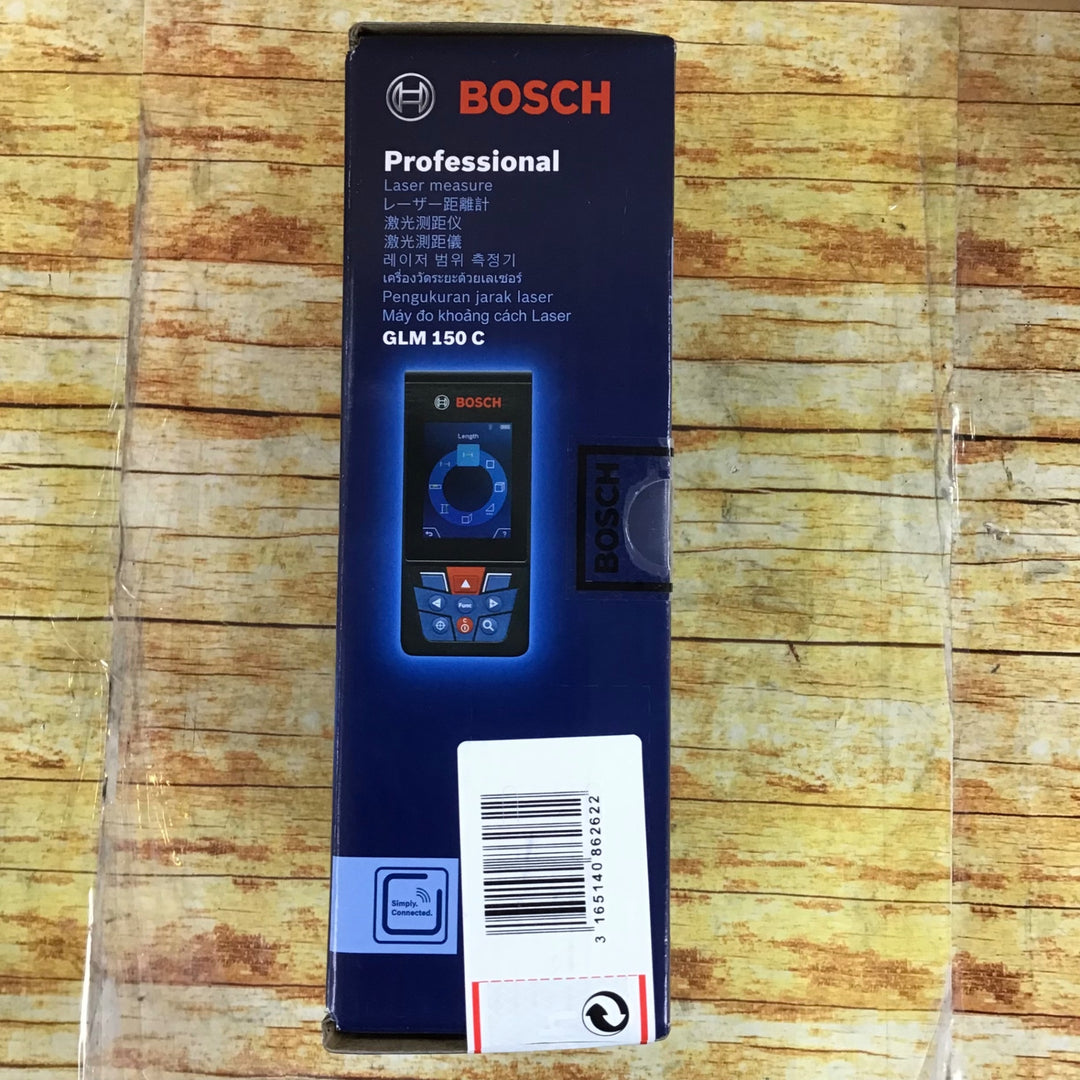 BOSCH
Professional
Laser measure
レーザー距離計
激光测距仪
激光測距儀
레이저 범위 측정기
เครื่องวัดระยะด้วยเลเซอร์
Pengukuran jarak laser
Máy đo khoảng cách Laser
GLM 150 C
BOSCH
Length
?
Func
C
BOSCH
Simply.
Connected.
3 165140 862622